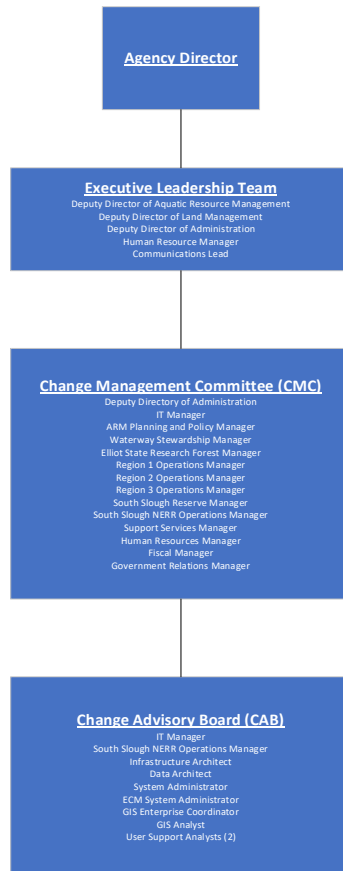 Agency Director
Executive Leadership Team
Deputy Director of Aquatic Resource Management
Deputy Director of Land Management
Deputy Director of Administration
Human Resource Manager
Communications Lead
Change Management Committee (CMC)
Deputy Directory of Administration
IT Manager
ARM Planning and Policy Manager
Waterway Stewardship Manager
Elliot State Research Forest Manager
Region 1 Operations Manager
Region 2 Operations Manager
Region 3 Operations Manager
South Slough Reserve Manager
South Slough NERR Operations Manager
Support Services Manager
Human Resources Manager
Fiscal Manager
Government Relations Manager
Change Advisory Board (CAB)
IT Manager
South Slough NERR Operations Manager
Infrastructure Architect
Data Architect
System Administrator
ECM System Administrator
GIS Enterprise Coordinator
GIS Analyst
User Support Analysts (2)